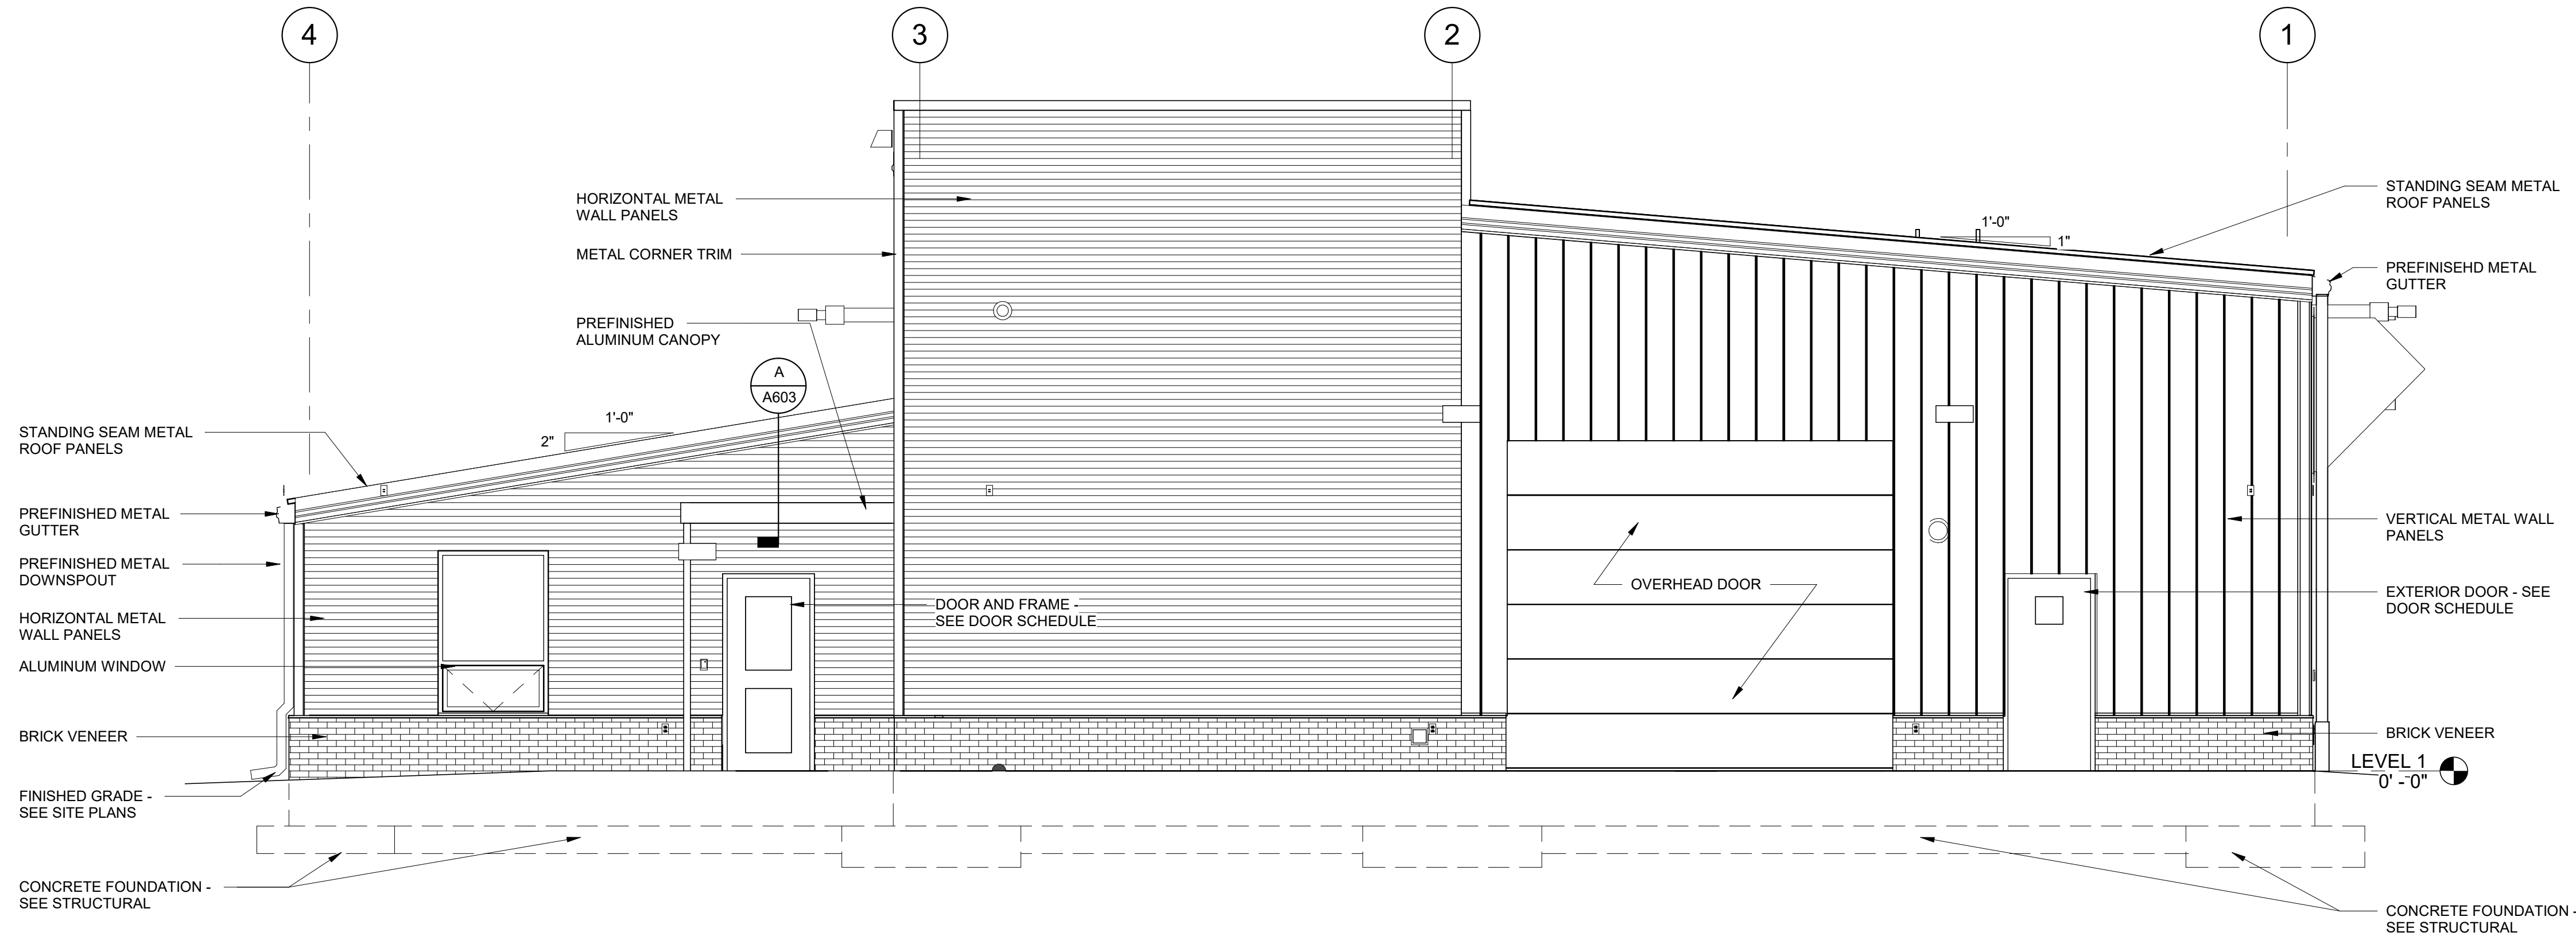 4
3
2
1
HORIZONTAL METAL
WALL PANELS
METAL CORNER TRIM
PREFINISHED
ALUMINUM CANOPY
A
A603
1'-0"
2"
STANDING SEAM METAL
ROOF PANELS
PREFINISHED METAL
GUTTER
PREFINISHED METAL
DOWNSPOUT
HORIZONTAL METAL
WALL PANELS
ALUMINUM WINDOW
BRICK VENEER
FINISHED GRADE -
SEE SITE PLANS
CONCRETE FOUNDATION -
SEE STRUCTURAL
DOOR AND FRAME -
SEE DOOR SCHEDULE
OVERHEAD DOOR
1'-0"
1"
STANDING SEAM METAL
ROOF PANELS
PREFINISEHD METAL
GUTTER
VERTICAL METAL WALL
PANELS
EXTERIOR DOOR - SEE
DOOR SCHEDULE
BRICK VENEER
LEVEL 1
0' - 0"
CONCRETE FOUNDATION -
SEE STRUCTURAL